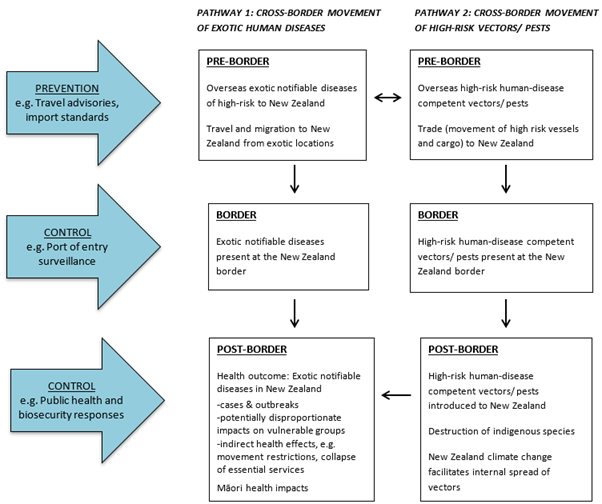 PATHWAY 1: CROSS-BORDER MOVEMENT
OF EXOTIC HUMAN DISEASES
PATHWAY 2: CROSS-BORDER MOVEMENT
OF HIGH-RISK VECTORS/ PESTS
PREVENTION
e.g. Travel advisories,
import standards
PRE-BORDER
Overseas exotic notifiable diseases
of high-risk to New Zealand
Travel and migration to New
Zealand from exotic locations
PRE-BORDER
Overseas high-risk human-disease
competent vectors/ pests
Trade (movement of high risk vessels
and cargo) to New Zealand
CONTROL
e.g. Port of entry
surveillance
BORDER
Exotic notifiable diseases
present at the New Zealand
border
BORDER
High-risk human-disease competent
vectors/ pests present at the New
Zealand border
CONTROL
e.g. Public health and
biosecurity responses
POST-BORDER
Health outcome: Exotic notifiable
diseases in New Zealand
-cases & outbreaks
-potentially disproportionate
impacts on vulnerable groups
-indirect health effects, e.g.
movement restrictions, collapse
of essential services
Māori health impacts
POST-BORDER
High-risk human-disease
competent vectors/ pests
introduced to New Zealand
Destruction of indigenous species
New Zealand climate change
facilitates internal spread of
vectors